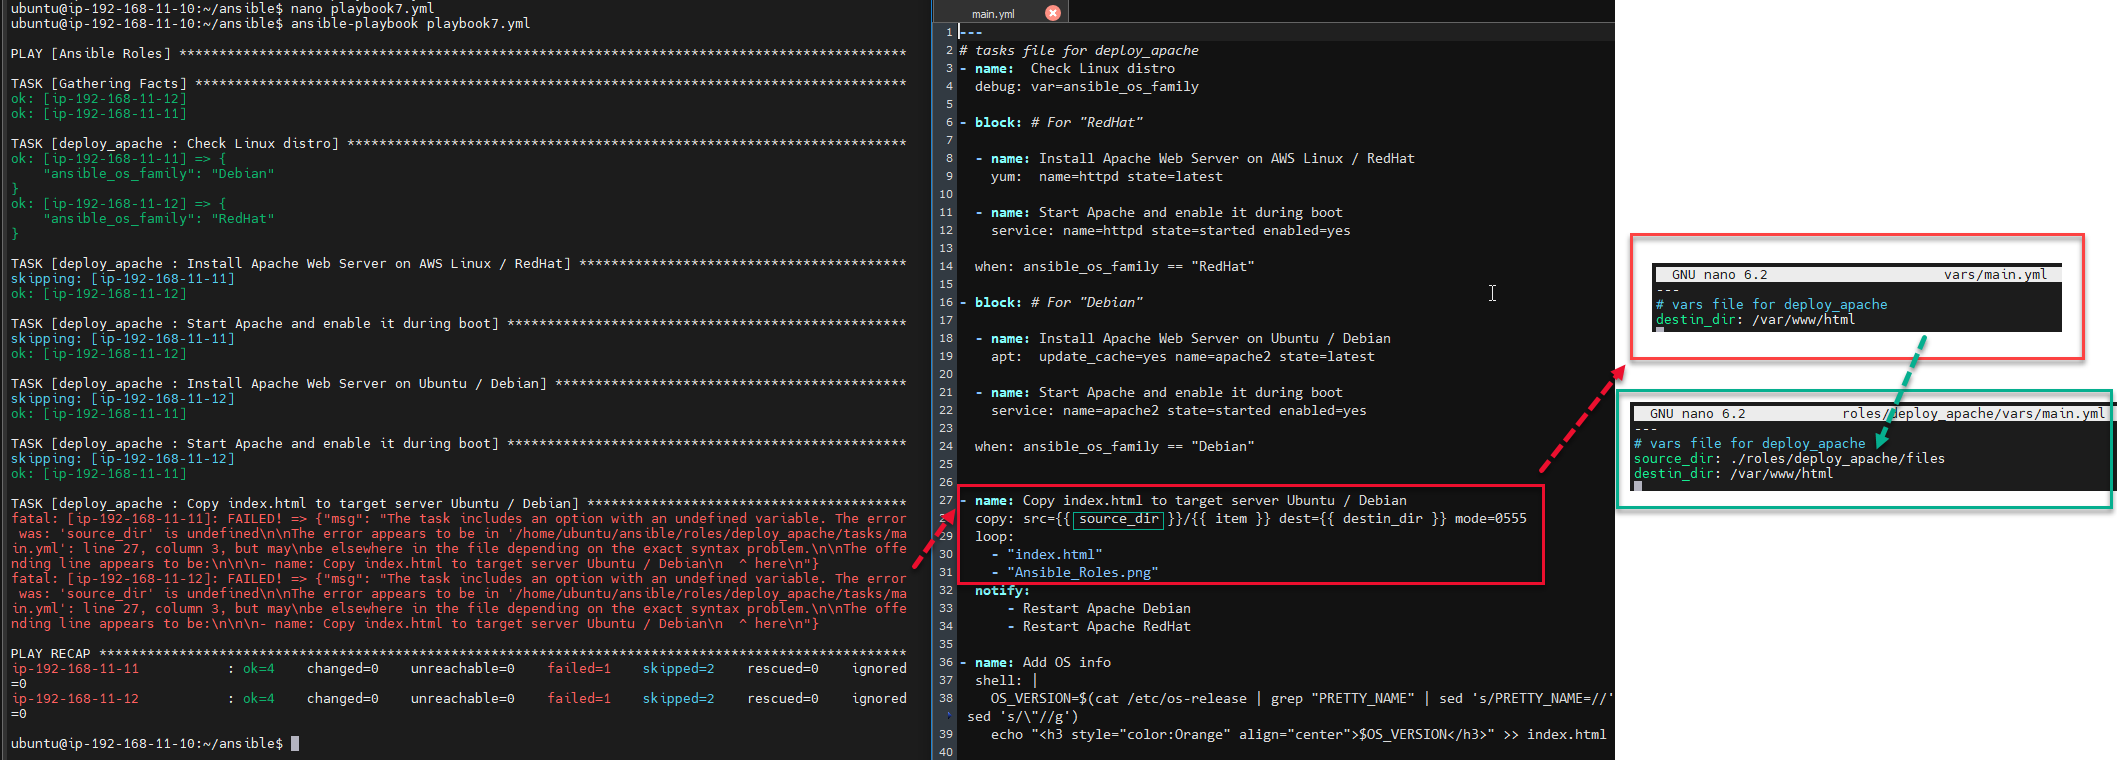 ubuntu@ip-192-168-11-10:~/ansible$ nano playbook7.yml
ubuntu@ip-192-168-11-10:~/ansible$ ansible-playbook playbook7.yml
PLAY [Ansible Roles] *******************************************************************************************
TASK [Gathering Facts] *****************************************************************************************
ok: [ip-192-168-11-12]
ok: [ip-192-168-11-11]
TASK [deploy_apache : Check Linux distro] **********************************************************************
ok: [ip-192-168-11-11] => {
    "ansible_os_family": "Debian"
}
ok: [ip-192-168-11-12] => {
    "ansible_os_family": "RedHat"
}
TASK [deploy_apache : Install Apache Web Server on AWS Linux / RedHat] *****************************************
skipping: [ip-192-168-11-11]
ok: [ip-192-168-11-12]
TASK [deploy_apache : Start Apache and enable it during boot] **************************************************
skipping: [ip-192-168-11-11]
ok: [ip-192-168-11-12]
TASK [deploy_apache : Install Apache Web Server on Ubuntu / Debian] ********************************************
skipping: [ip-192-168-11-12]
ok: [ip-192-168-11-11]
TASK [deploy_apache : Start Apache and enable it during boot] **************************************************
skipping: [ip-192-168-11-12]
ok: [ip-192-168-11-11]
TASK [deploy_apache : Copy index.html to target server Ubuntu / Debian] ****************************************
fatal: [ip-192-168-11-11]: FAILED! => {"msg": "The task includes an option with an undefined variable. The error
 was: 'source_dir' is undefined\n\nThe error appears to be in '/home/ubuntu/ansible/roles/deploy_apache/tasks/ma
in.yml': line 27, column 3, but may\nbe elsewhere in the file depending on the exact syntax problem.\n\nThe offe
nding line appears to be:\n\n\n- name: Copy index.html to target server Ubuntu / Debian\n  ^ here\n"}
fatal: [ip-192-168-11-12]: FAILED! => {"msg": "The task includes an option with an undefined variable. The error
 was: 'source_dir' is undefined\n\nThe error appears to be in '/home/ubuntu/ansible/roles/deploy_apache/tasks/ma
in.yml': line 27, column 3, but may\nbe elsewhere in the file depending on the exact syntax problem.\n\nThe offe
nding line appears to be:\n\n\n- name: Copy index.html to target server Ubuntu / Debian\n  ^ here\n"}
PLAY RECAP *****************************************************************************************************
ip-192-168-11-11           : ok=4    changed=0    unreachable=0    failed=1    skipped=2    rescued=0    ignored
=0
ip-192-168-11-12           : ok=4    changed=0    unreachable=0    failed=1    skipped=2    rescued=0    ignored
=0
ubuntu@ip-192-168-11-10:~/ansible$
main.yml
1 ---
2 # tasks file for deploy_apache
3 - name:  Check Linux distro
4   debug: var=ansible_os_family
5
6 - block: # For "RedHat"
7
8   - name: Install Apache Web Server on AWS Linux / RedHat
9     yum:  name=httpd state=latest
10
11   - name: Start Apache and enable it during boot
12     service: name=httpd state=started enabled=yes
13
14   when: ansible_os_family == "RedHat"
15
16 - block: # For "Debian"
17
18   - name: Install Apache Web Server on Ubuntu / Debian
19     apt:  update_cache=yes name=apache2 state=latest
20
21   - name: Start Apache and enable it during boot
22     service: name=apache2 state=started enabled=yes
23
24   when: ansible_os_family == "Debian"
25
26
27 - name: Copy index.html to target server Ubuntu / Debian
2   copy: src={{ source_dir }}/{{ item }} dest={{ destin_dir }} mode=0555
29   loop:
30     - "index.html"
31     - "Ansible_Roles.png"
32   notify:
33       - Restart Apache Debian
34       - Restart Apache RedHat
35
36 - name: Add OS info
37   shell: |
38     OS_VERSION=$(cat /etc/os-release | grep "PRETTY_NAME" | sed 's/PRETTY_NAME=//'
sed 's/\"//g')
39     echo "<h3 style="color:Orange" align="center">$OS_VERSION</h3>" >> index.html
40
GNU nano 6.2 vars/main.yml
---
# vars file for deploy_apache
destin_dir: /var/www/html
GNU nano 6.2 roles/deploy_apache/vars/main.yml
---
# vars file for deploy_apache
source_dir: ./roles/deploy_apache/files
destin_dir: /var/www/html